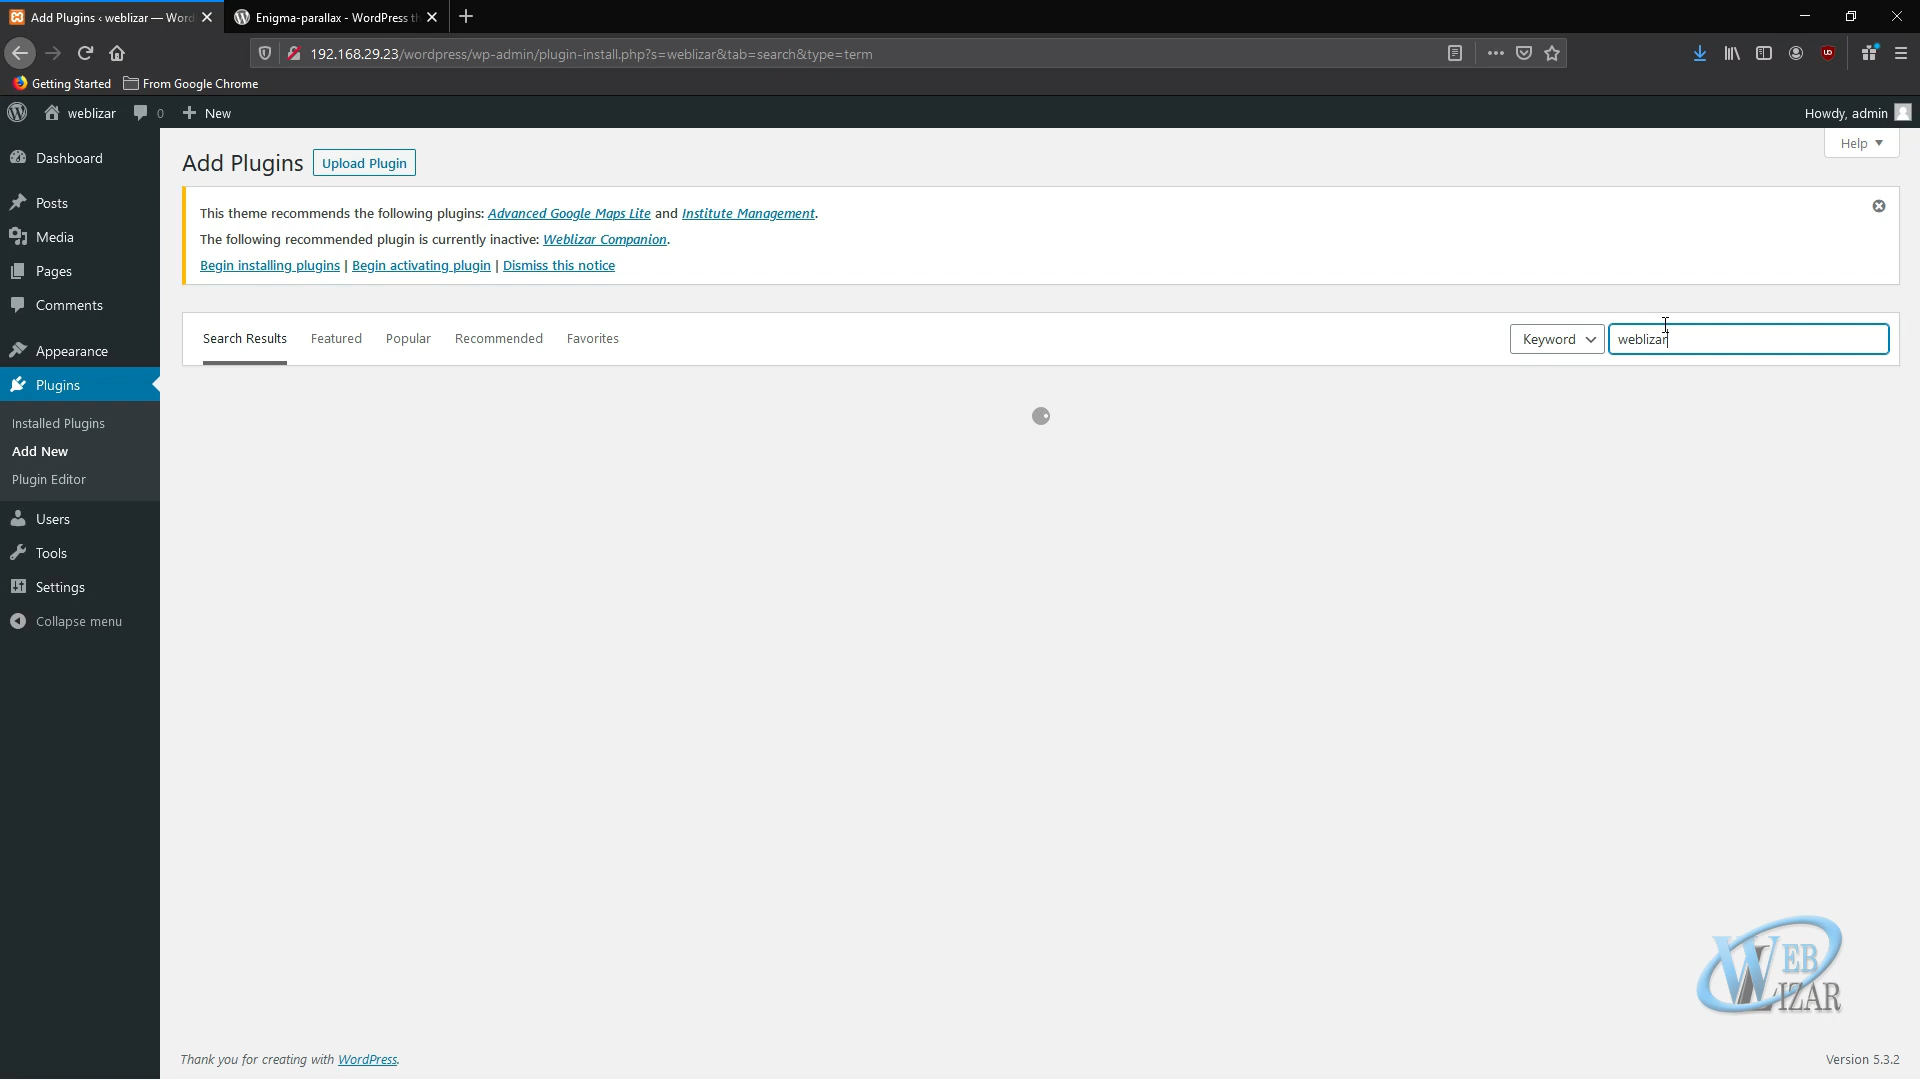 Add Plugins ‹ weblizar — Word
Enigma-parallax - WordPress th
192.168.29.23/wordpress/wp-admin/plugin-install.php?s=weblizar&tab=search&type=term
Getting Started
From Google Chrome
weblizar
0
New
Howdy, admin
Help
Dashboard
Posts
Media
Pages
Comments
Appearance
Plugins
Installed Plugins
Add New
Plugin Editor
Users
Tools
Settings
Collapse menu
Add Plugins
Upload Plugin
This theme recommends the following plugins: Advanced Google Maps Lite and Institute Management.
The following recommended plugin is currently inactive: Weblizar Companion.
Begin installing plugins | Begin activating plugin | Dismiss this notice
Search Results
Featured
Popular
Recommended
Favorites
Keyword
weblizar
WEB
LIZAR
Thank you for creating with WordPress.
Version 5.3.2